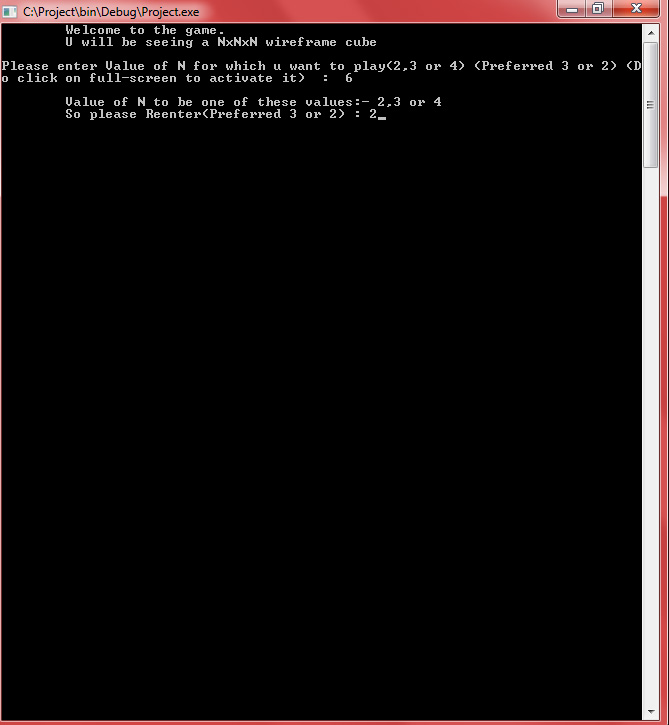 C:\Project\bin\Debug\Project.exe
Welcome to the game.
U will be seeing a NxNxN wireframe cube
Please enter Value of N for which u want to play(2,3 or 4) (Preferred 3 or 2) (D
o click on full-screen to activate it)  :  6
Value of N to be one of these values:- 2,3 or 4
So please Reenter(Preferred 3 or 2) : 2_